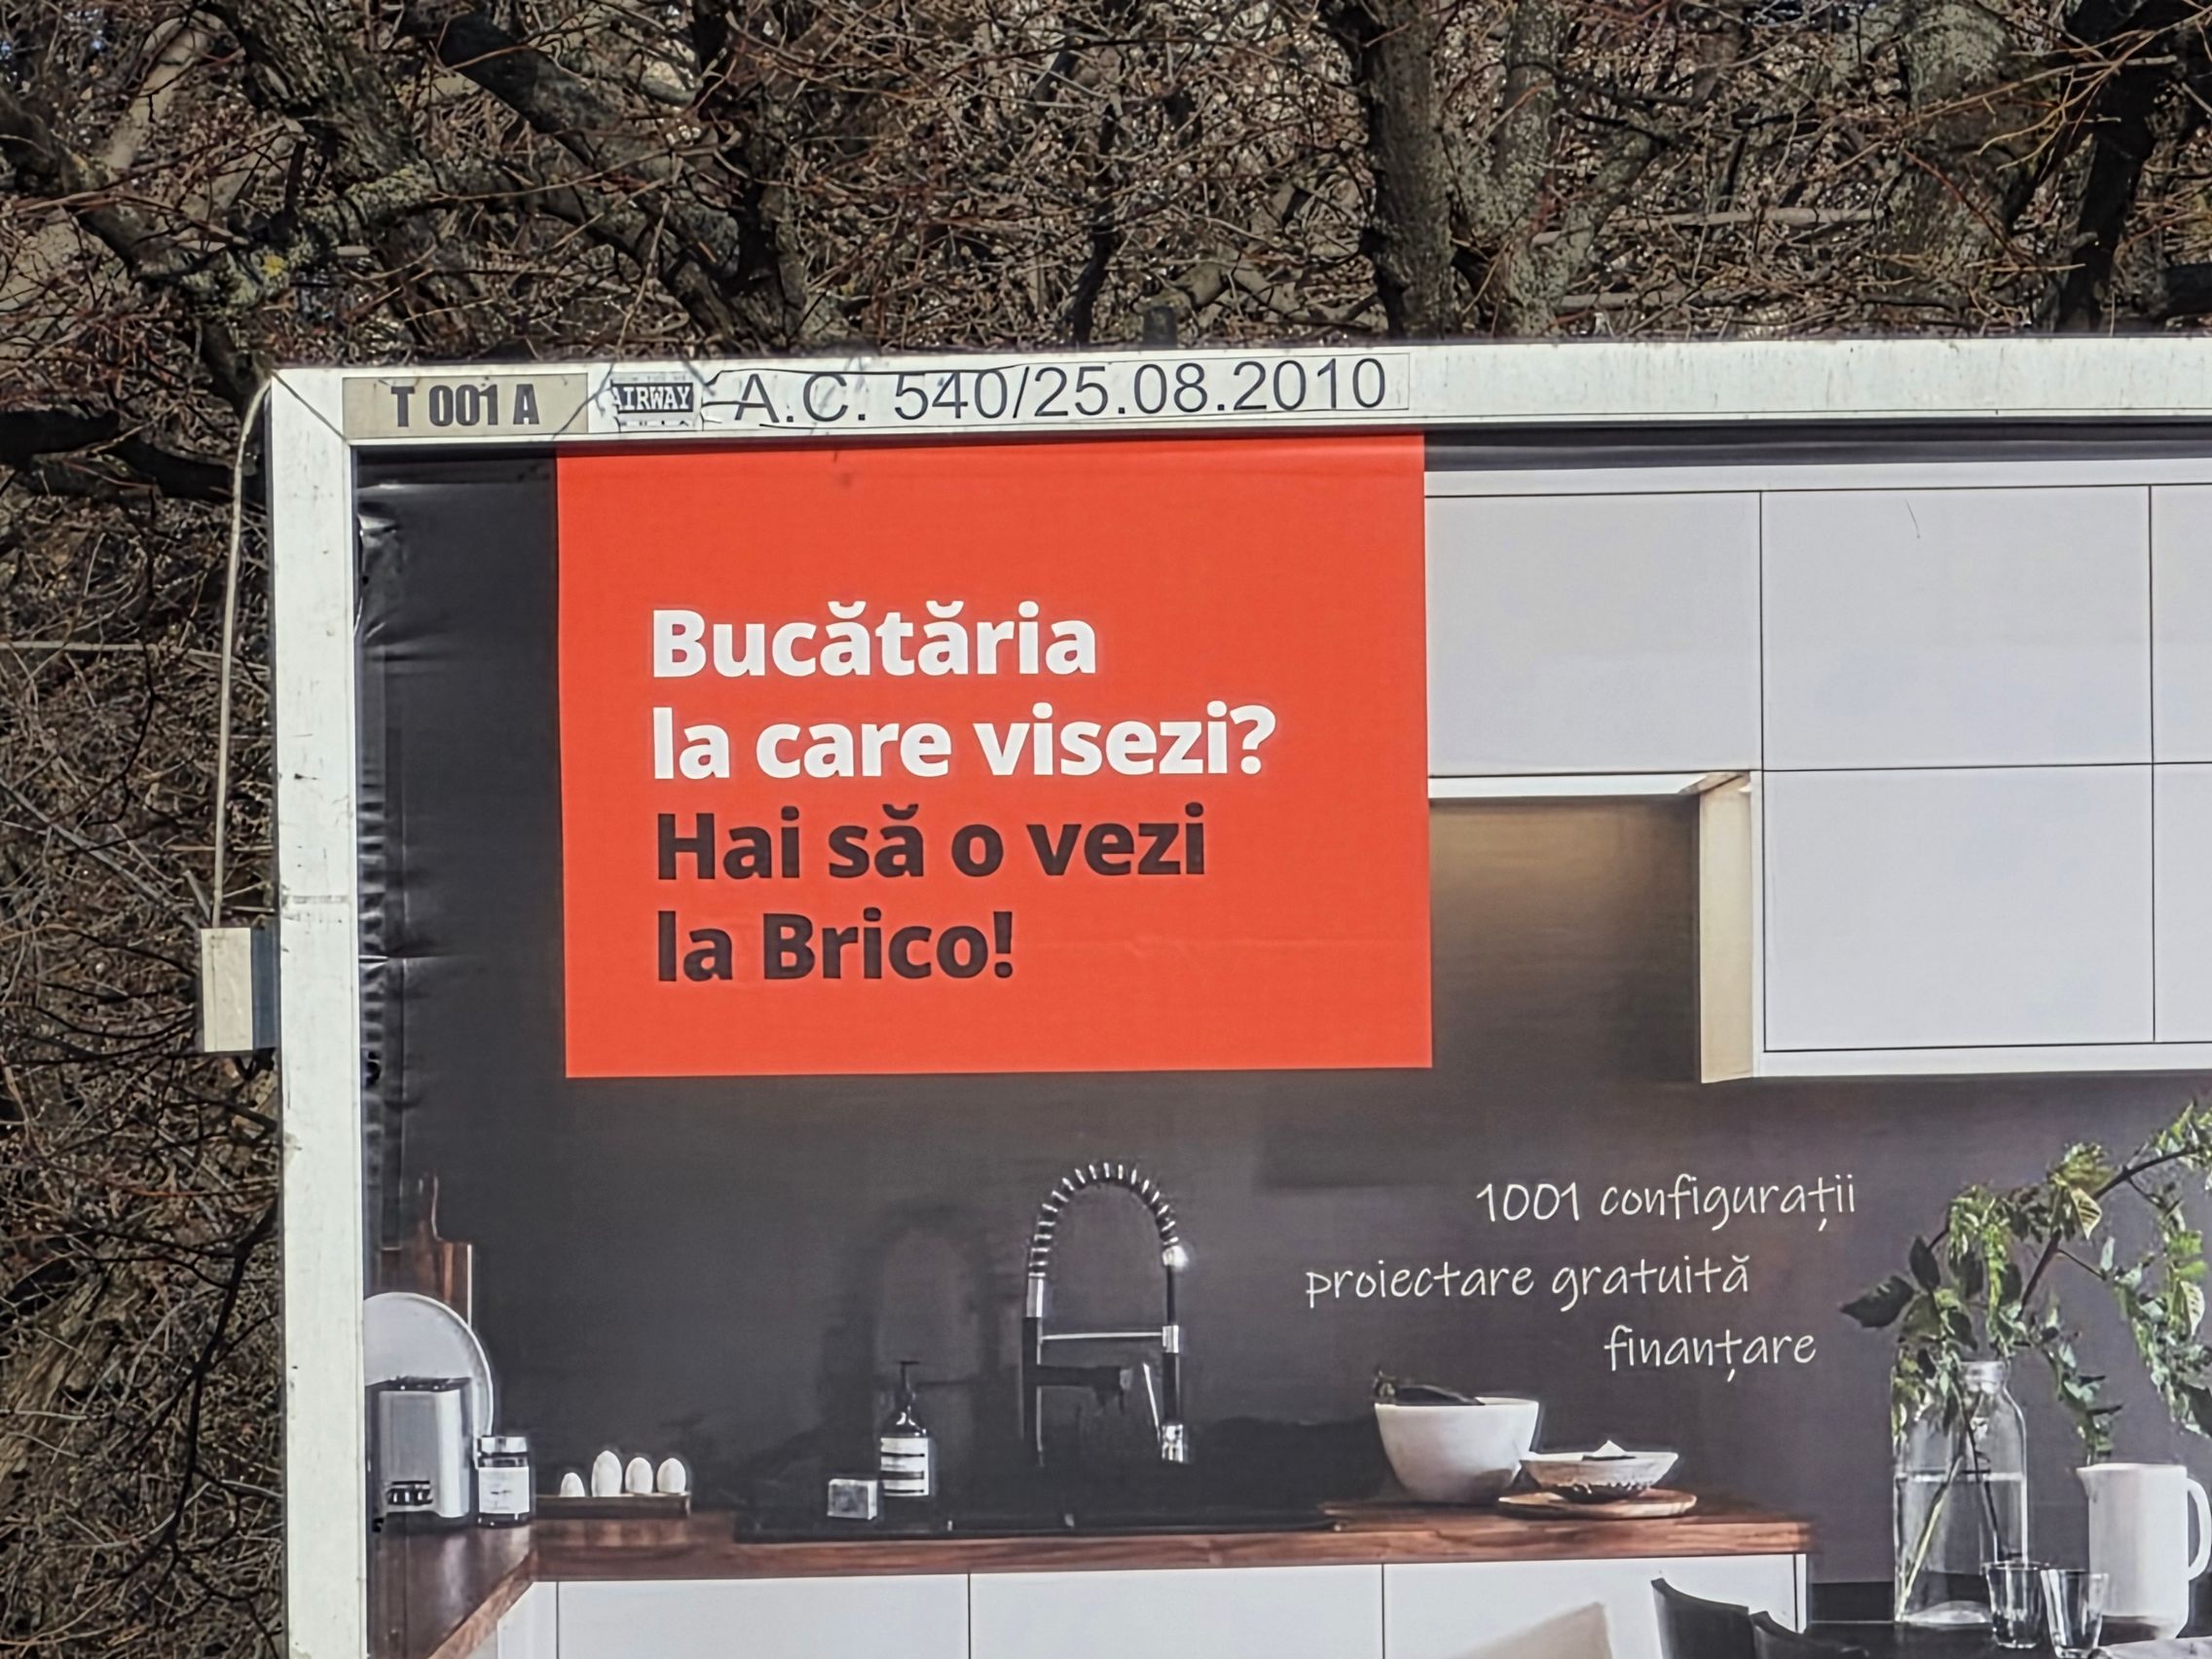 T 001 A
AIRWAY
A.C. 540/25.08.2010
Bucătăria
la care visezi?
Hai să o vezi
la Brico!
1001 configurații
proiectare gratuită
finanțare